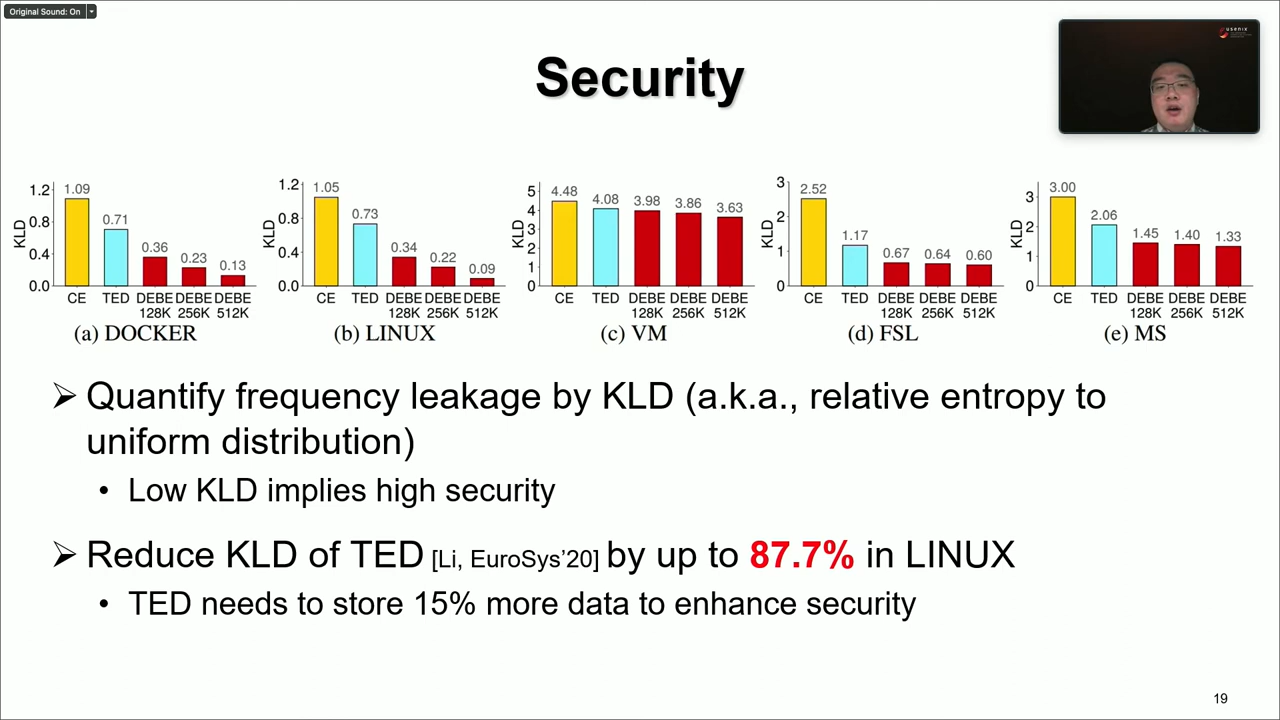 Original Sound: On
usenix
Security
KLD
1.2
0.8
0.4
0.0
1.09
0.71
0.36
0.23
0.13
CE TED DEBE DEBE DEBE
128K 256K 512K
(a) DOCKER
KLD
1.2
0.8
0.4
0.0
1.05
0.73
0.34
0.22
0.09
CE TED DEBE DEBE DEBE
128K 256K 512K
(b) LINUX
KLD
5
4
3
2
1
0
4.48
4.08
3.98
3.86
3.63
CE TED DEBE DEBE DEBE
128K 256K 512K
(c) VM
KLD
3
2
1
0
2.52
1.17
0.67
0.64
0.60
CE TED DEBE DEBE DEBE
128K 256K 512K
(d) FSL
KLD
3
2
1
0
3.00
2.06
1.45
1.40
1.33
CE TED DEBE DEBE DEBE
128K 256K 512K
(e) MS
➢ Quantify frequency leakage by KLD (a.k.a., relative entropy to
uniform distribution)
• Low KLD implies high security
➢ Reduce KLD of TED [Li, EuroSys’20] by up to 87.7% in LINUX
• TED needs to store 15% more data to enhance security
19